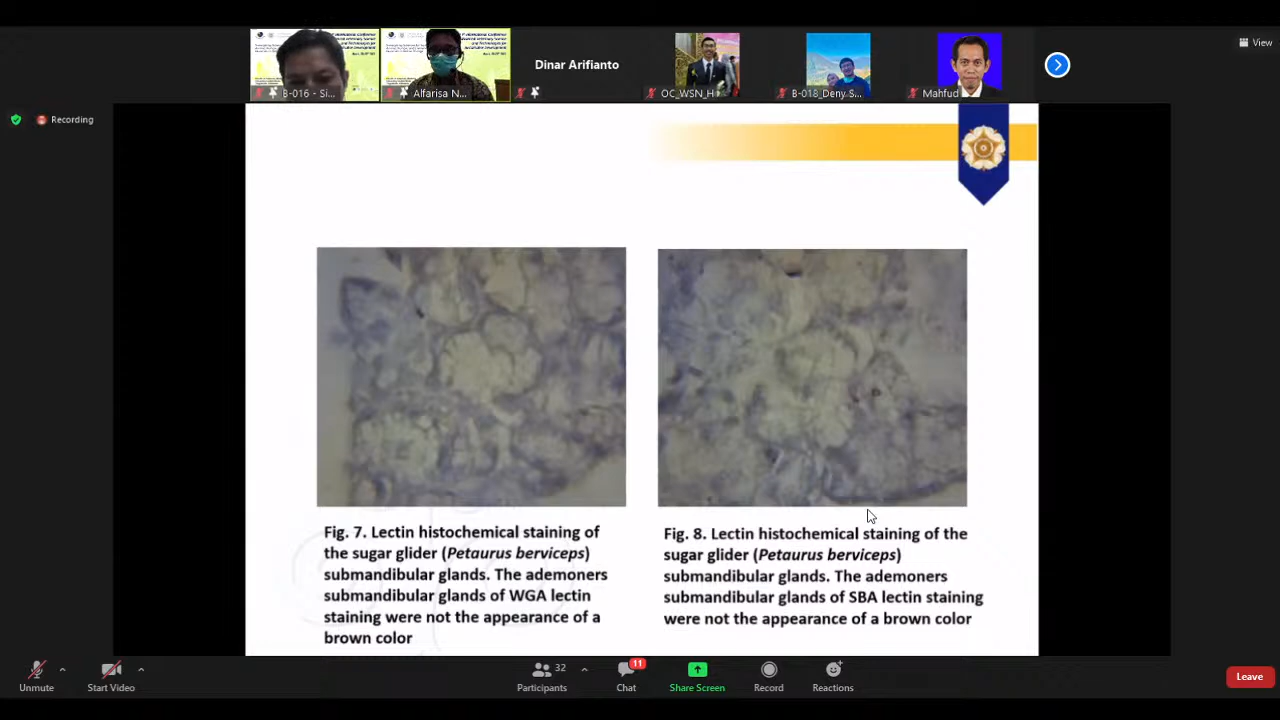 View
B-016 - Si...
Alfarisa N...
Dinar Arifianto
OC_WSN_H
B-018_Deny S...
Mahfud
Recording
Fig. 7. Lectin histochemical staining of
the sugar glider (Petaurus berviceps)
submandibular glands. The ademoners
submandibular glands of WGA lectin
staining were not the appearance of a
brown color
Fig. 8. Lectin histochemical staining of the
sugar glider (Petaurus berviceps)
submandibular glands. The ademoners
submandibular glands of SBA lectin staining
were not the appearance of a brown color
Unmute
Start Video
32
Participants
11
Chat
Share Screen
Record
Reactions
Leave